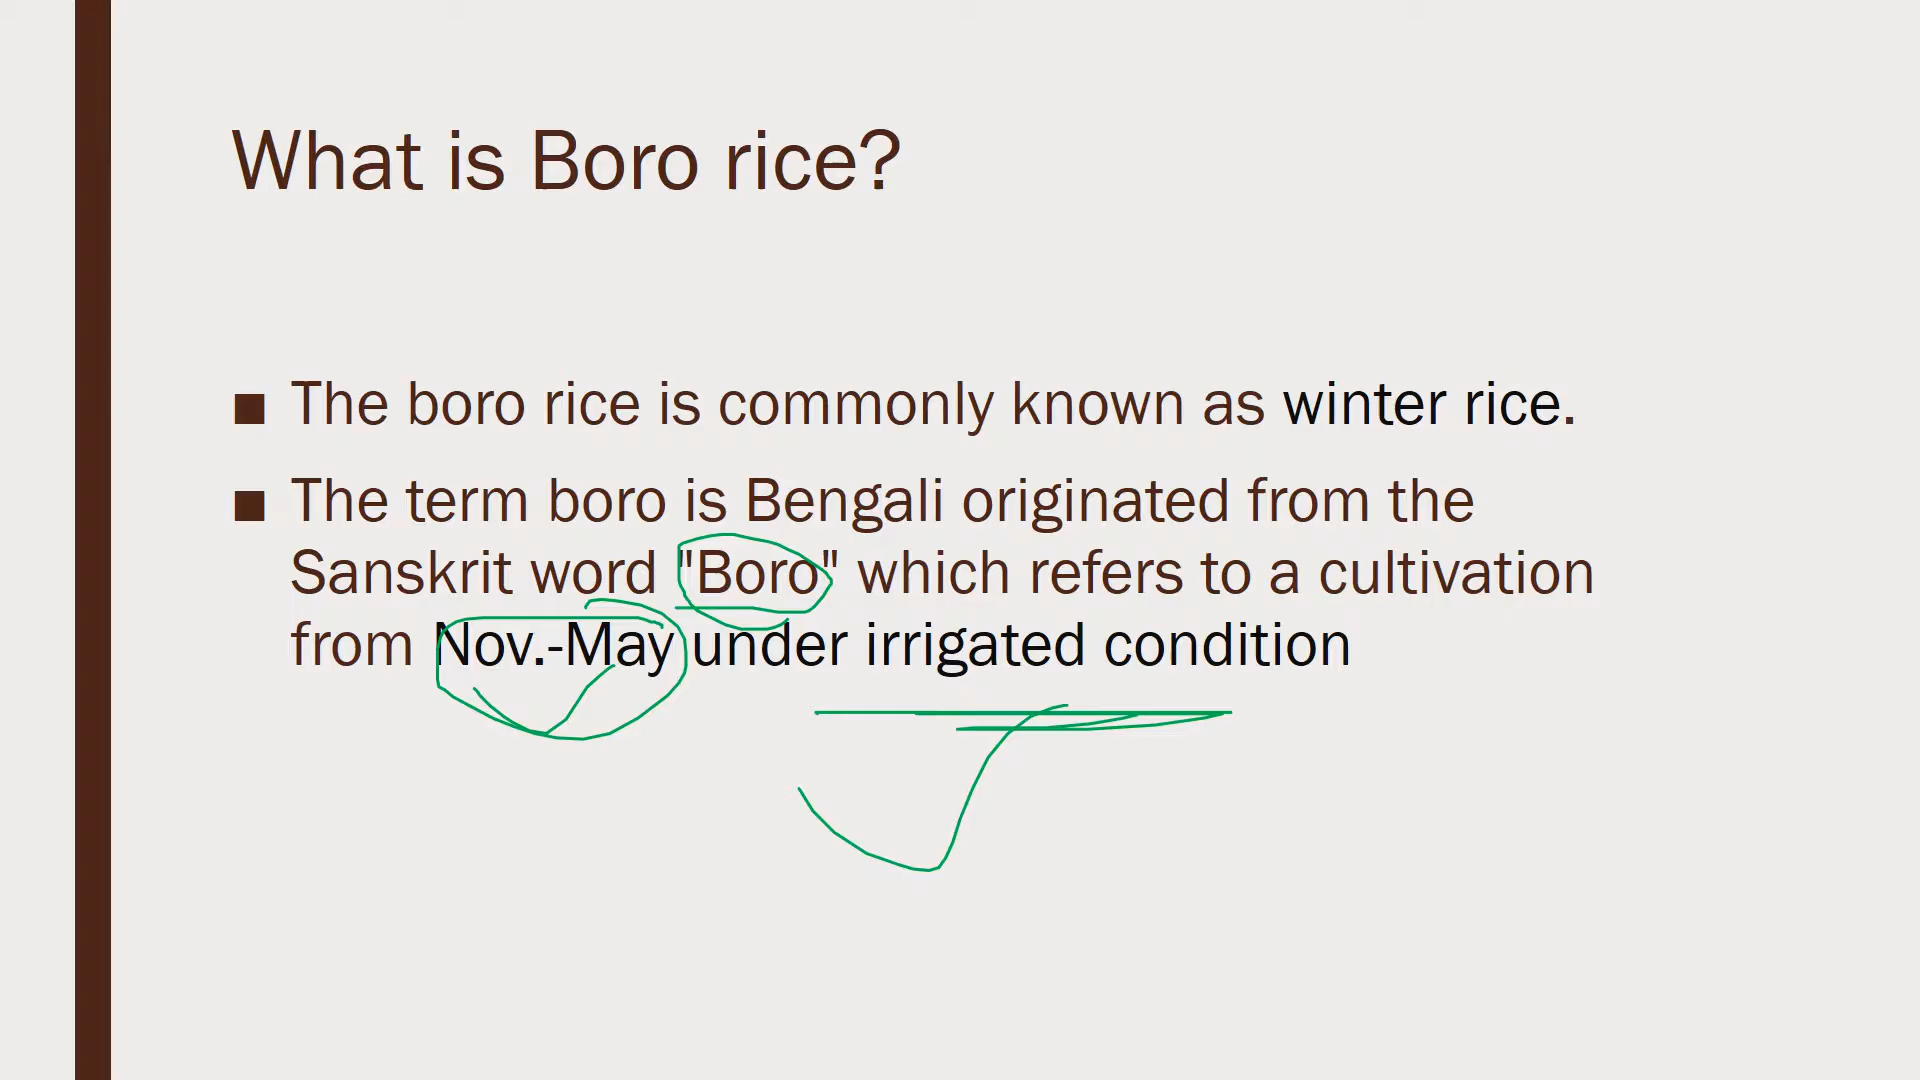 What is Boro rice?
■ The boro rice is commonly known as winter rice.
■ The term boro is Bengali originated from the
Sanskrit word "Boro" which refers to a cultivation
from Nov.-May under irrigated condition